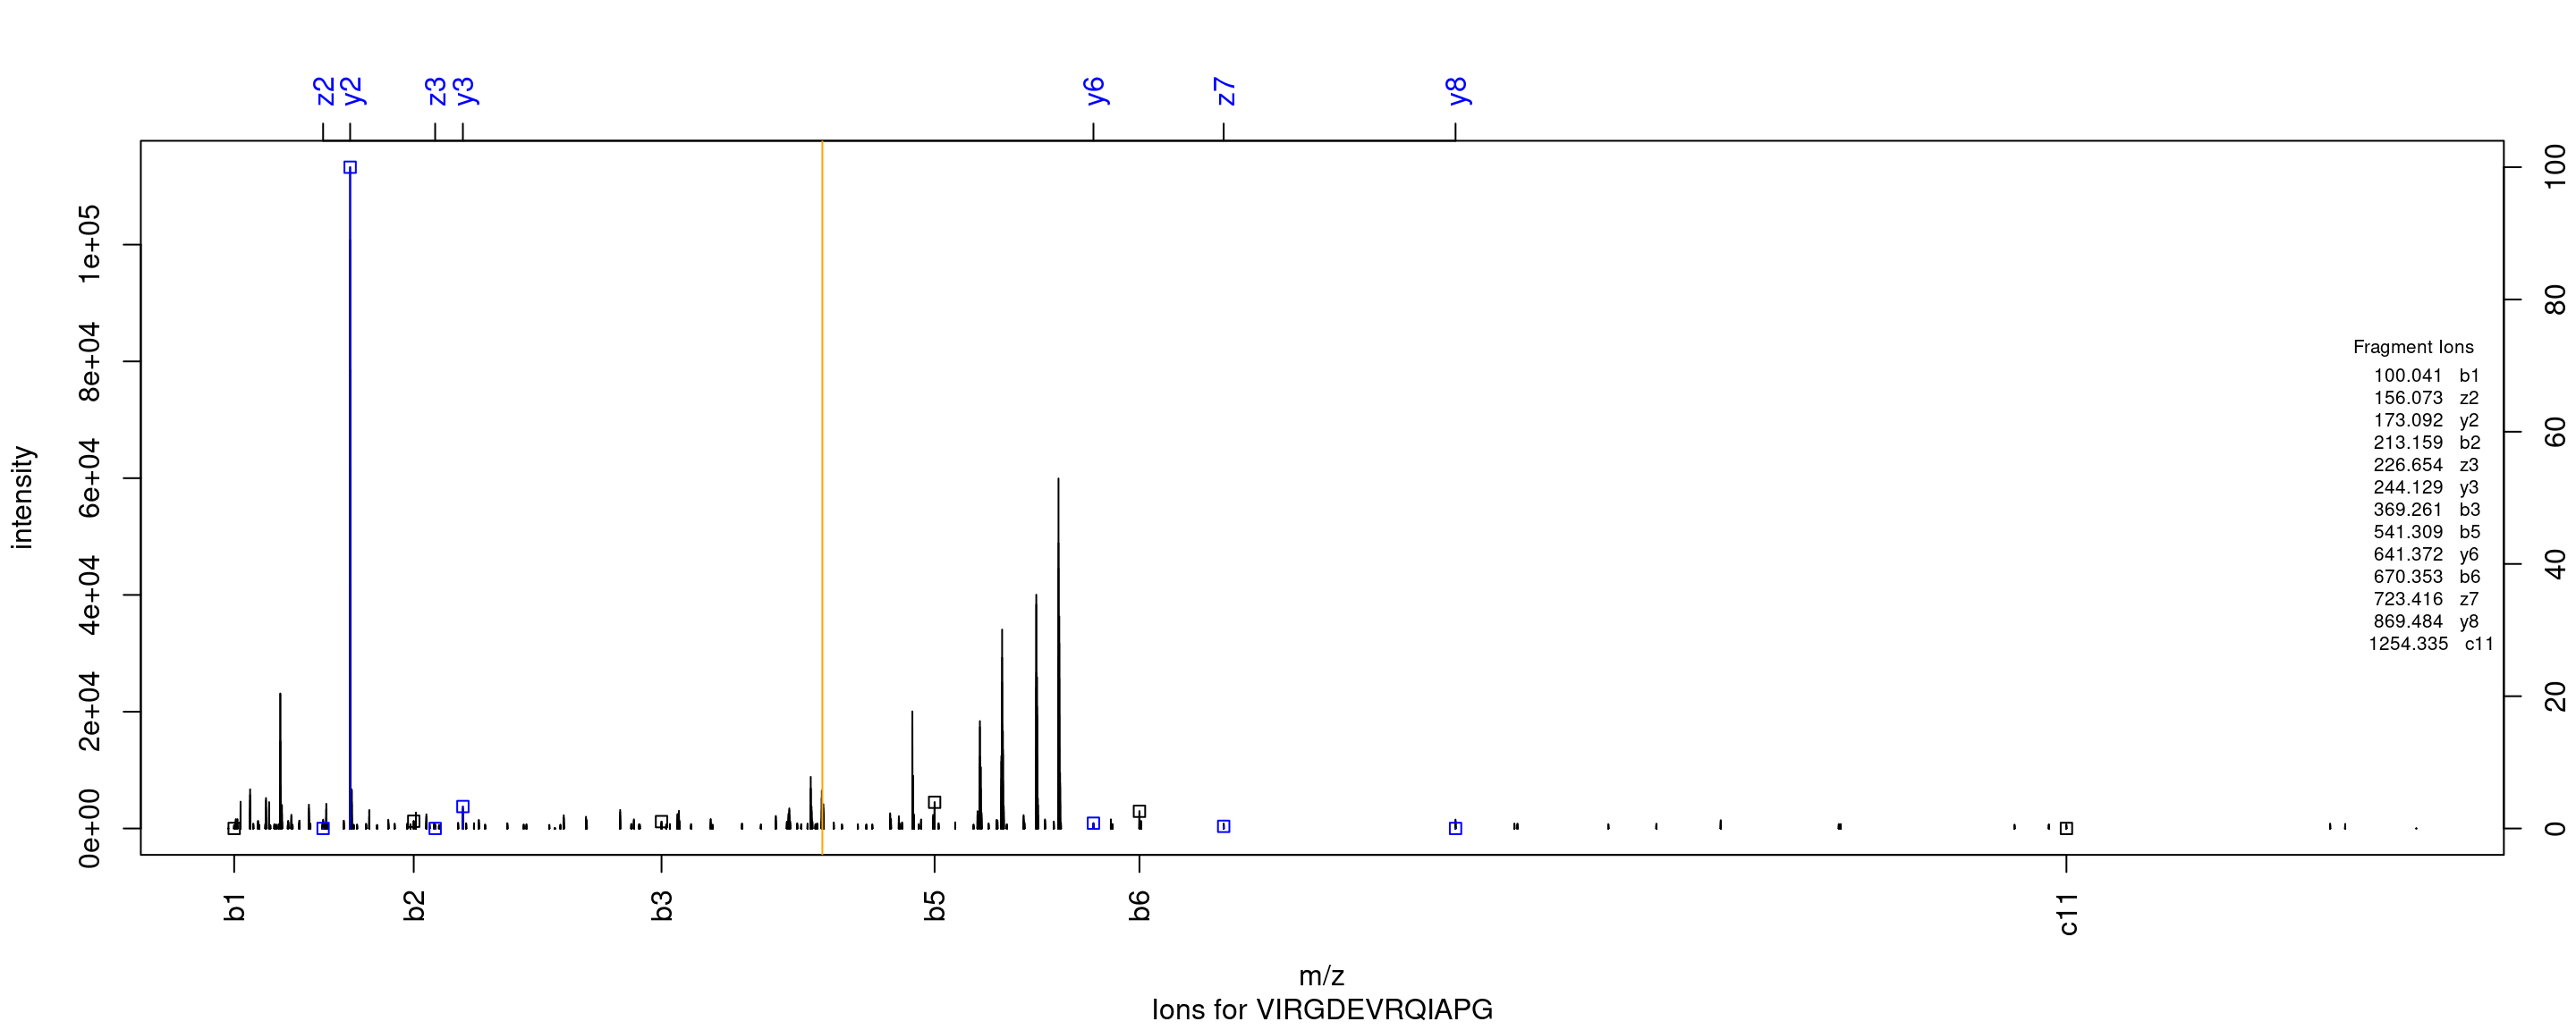 z2 y2 z3 y3 y6 z7 y8
intensity
0e+00 2e+04 4e+04 6e+04 8e+04 1e+05
0 20 40 60 80 100
Fragment Ions
100.041 b1
156.073 z2
173.092 y2
213.159 b2
226.654 z3
244.129 y3
369.261 b3
541.309 b5
641.372 y6
670.353 b6
723.416 z7
869.484 y8
1254.335 c11
b1 b2 b3 b5 b6 c11
m/z
Ions for VIRGDEVRQIAPG